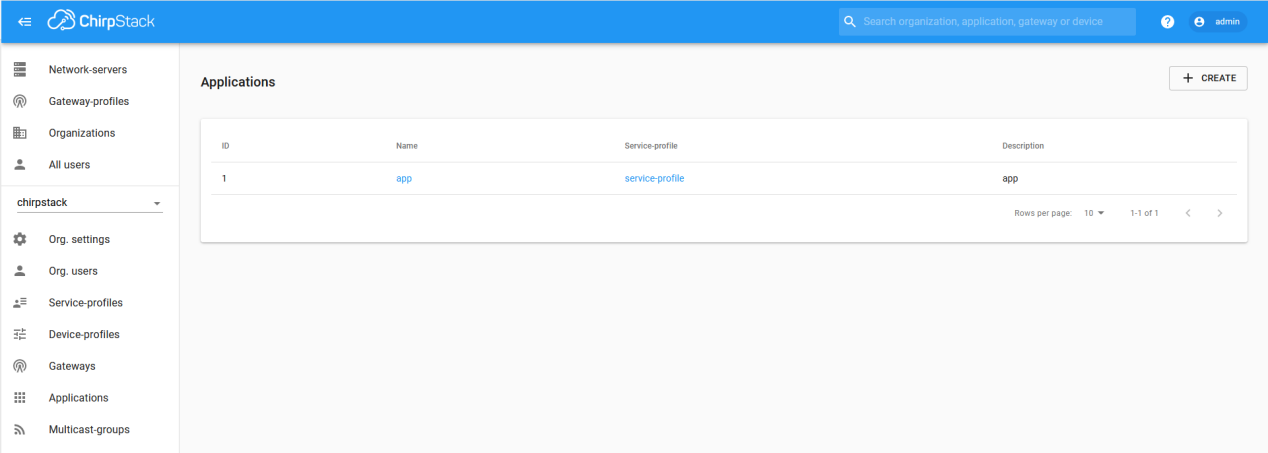 ChirpStack
Search organization, application, gateway or device
? admin
Network-servers
Gateway-profiles
Organizations
All users
chirpstack
Org. settings
Org. users
Service-profiles
Device-profiles
Gateways
Applications
Multicast-groups
Applications
+ CREATE
ID Name Service-profile Description
1 app service-profile app
Rows per page: 10 1-1 of 1